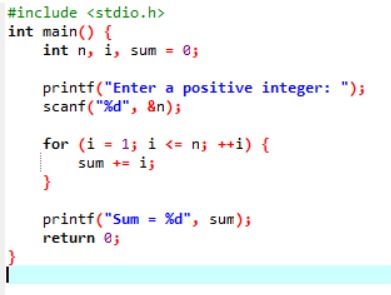 #include <stdio.h>
int main() {
    int n, i, sum = 0;
    printf("Enter a positive integer: ");
    scanf("%d", &n);
    for (i = 1; i <= n; ++i) {
        sum += i;
    }
    printf("Sum = %d", sum);
    return 0;
}